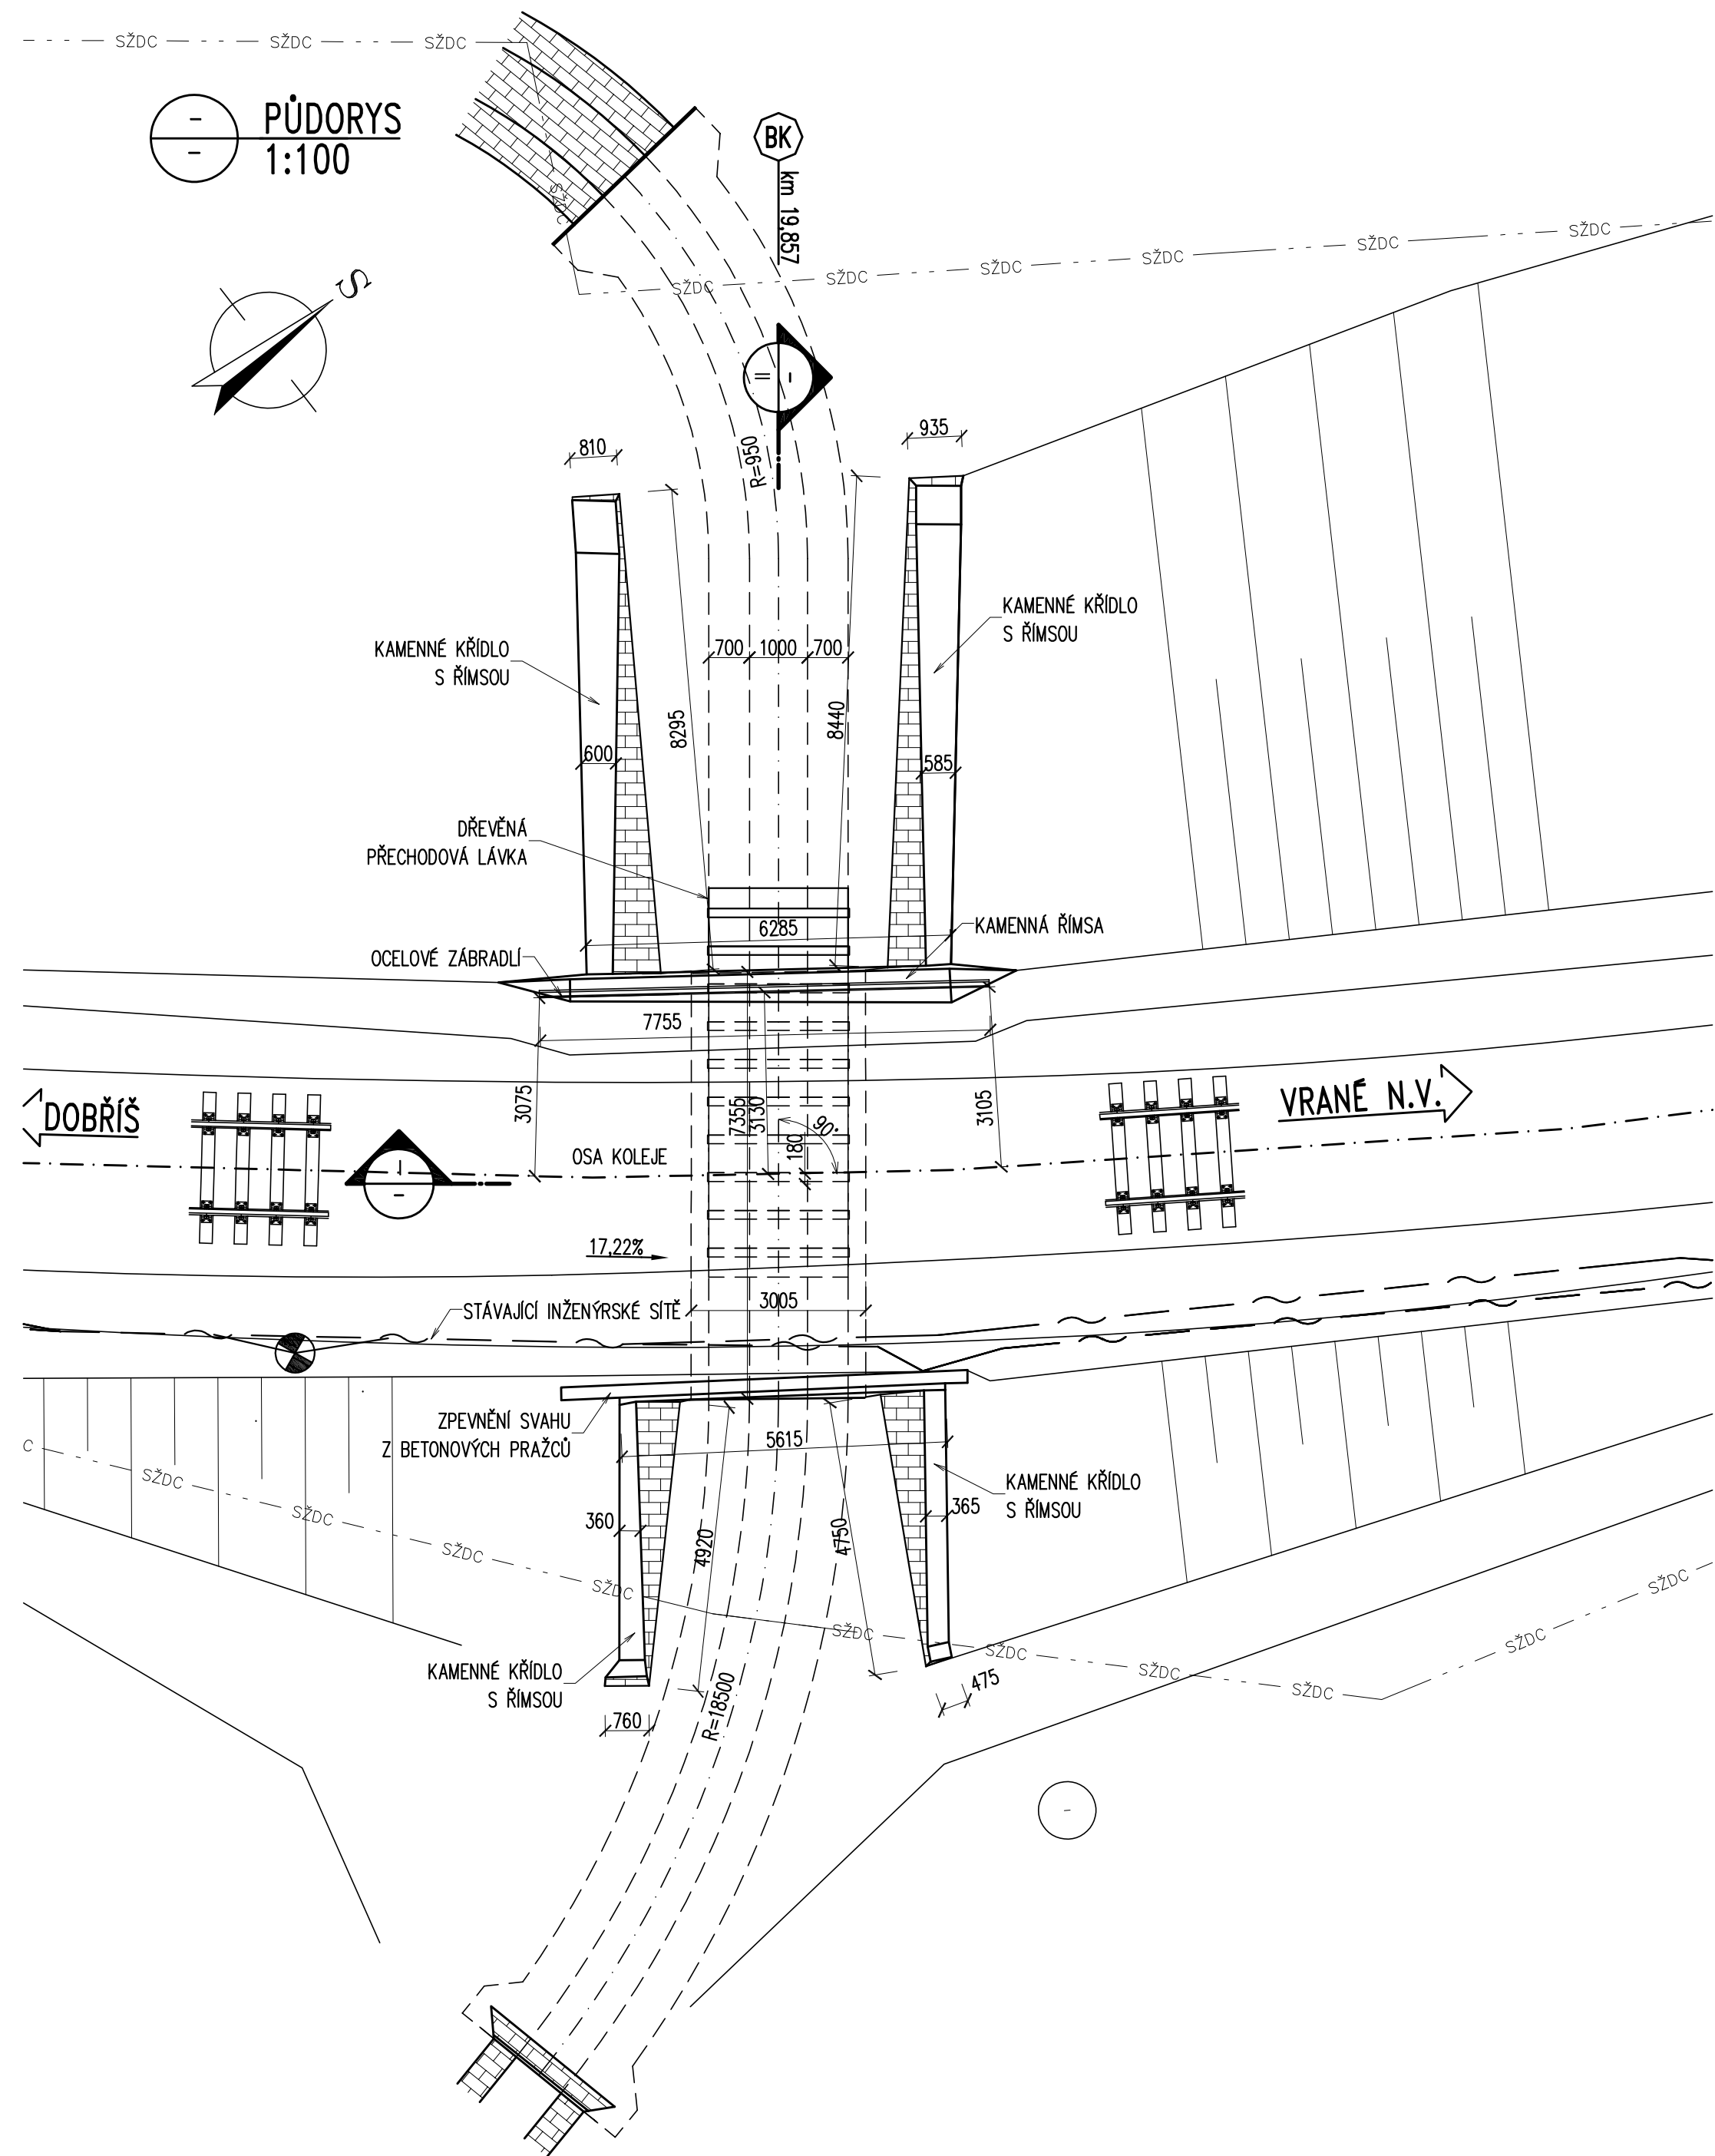 SŽDC SŽDC SŽDC
-
-
PŮDORYS
1:100
BK
km 19,857
SŽDC
S
SŽDC SŽDC SŽDC SŽDC SŽDC SŽDC
II
-
R=950
810
935
KAMENNÉ KŘÍDLO
S ŘÍMSOU
KAMENNÉ KŘÍDLO
S ŘÍMSOU
700 1000 700
8295
8440
600
585
DŘEVĚNÁ
PŘECHODOVÁ LÁVKA
6285
KAMENNÁ ŘÍMSA
OCELOVÉ ZÁBRADLÍ
7755
3075
7355
3130
180
90°
3105
DOBŘÍŠ
VRANÉ N.V.
I
-
OSA KOLEJE
17,22%
3005
STÁVAJÍCÍ INŽENÝRSKÉ SÍTĚ
ZPEVNĚNÍ SVAHU
Z BETONOVÝCH PRAŽCŮ
5615
KAMENNÉ KŘÍDLO
S ŘÍMSOU
360
365
4920
4750
C SŽDC SŽDC SŽDC SŽDC SŽDC SŽDC SŽDC SŽDC SŽDC SŽDC
KAMENNÉ KŘÍDLO
S ŘÍMSOU
760
475
R=18500
-